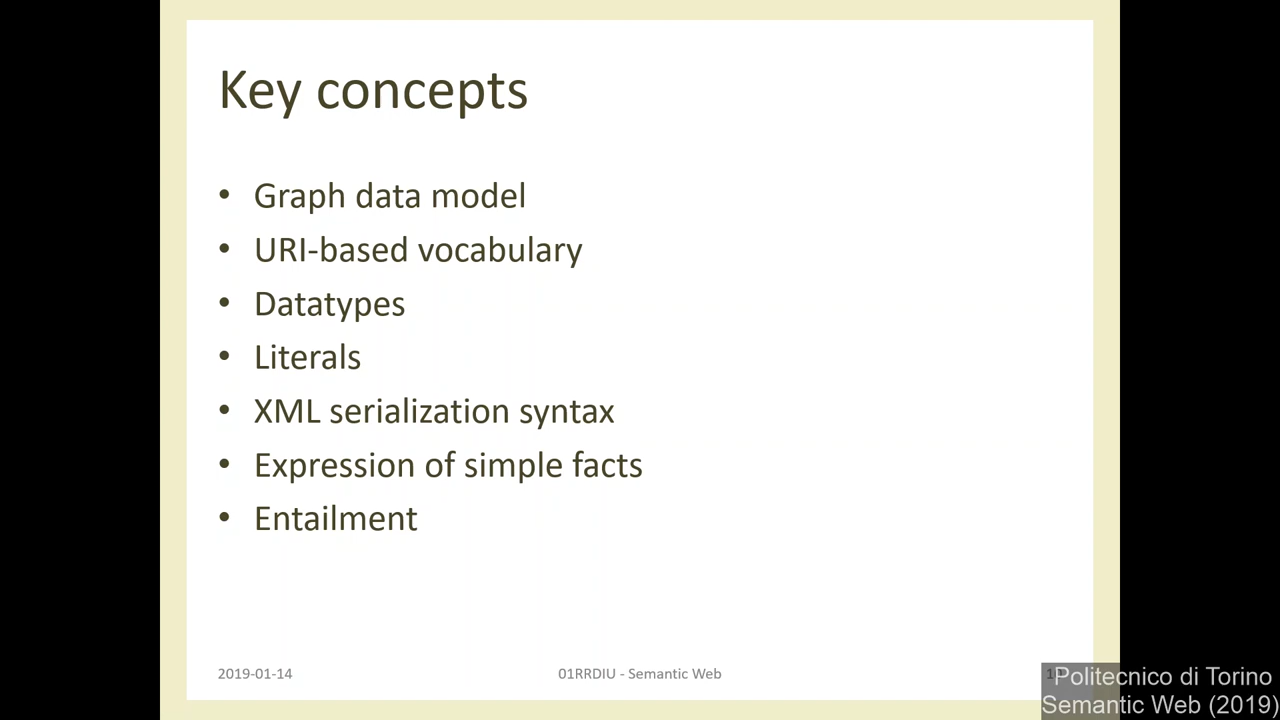 Key concepts
• Graph data model
• URI-based vocabulary
• Datatypes
• Literals
• XML serialization syntax
• Expression of simple facts
• Entailment
2019-01-14
01RRDIU - Semantic Web
Politecnico di Torino
Semantic Web (2019)